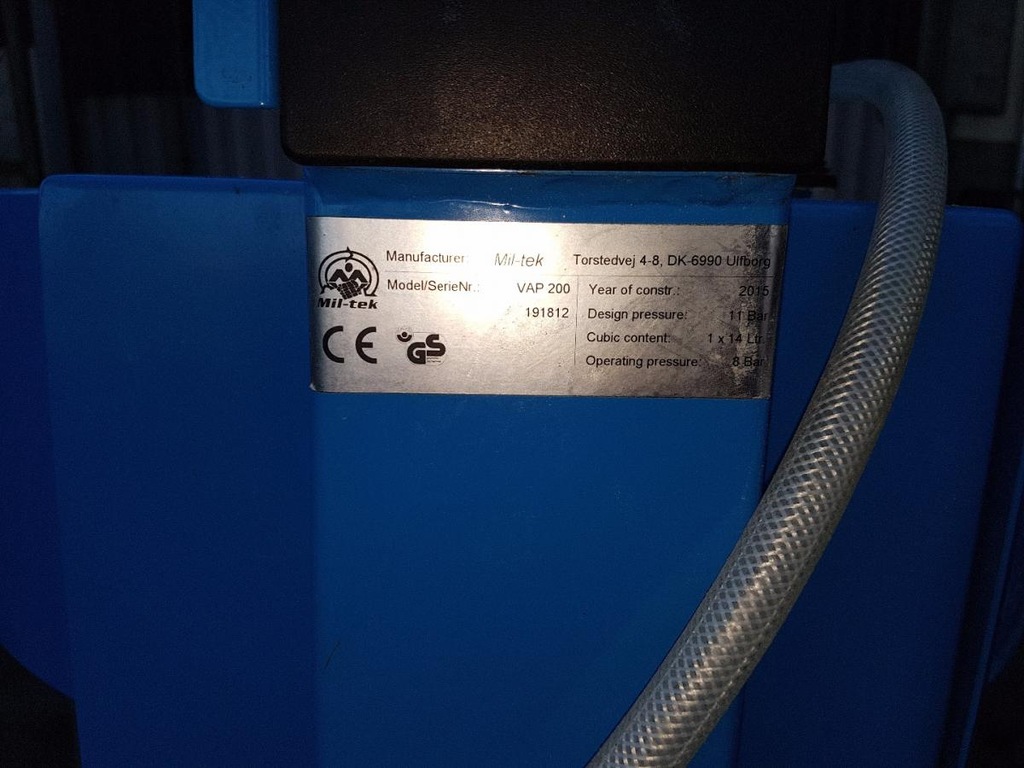 Manufacturer: Mil-tek Torstedvej 4-8, DK-6990 Ulfborg
Mil-tek
Model/SerieNr.: VAP 200
191812
Year of constr.: 2015
Design pressure: 11 Bar
Cubic content: 1 x 14 Ltr.
Operating pressure: 8 Bar
CE GS